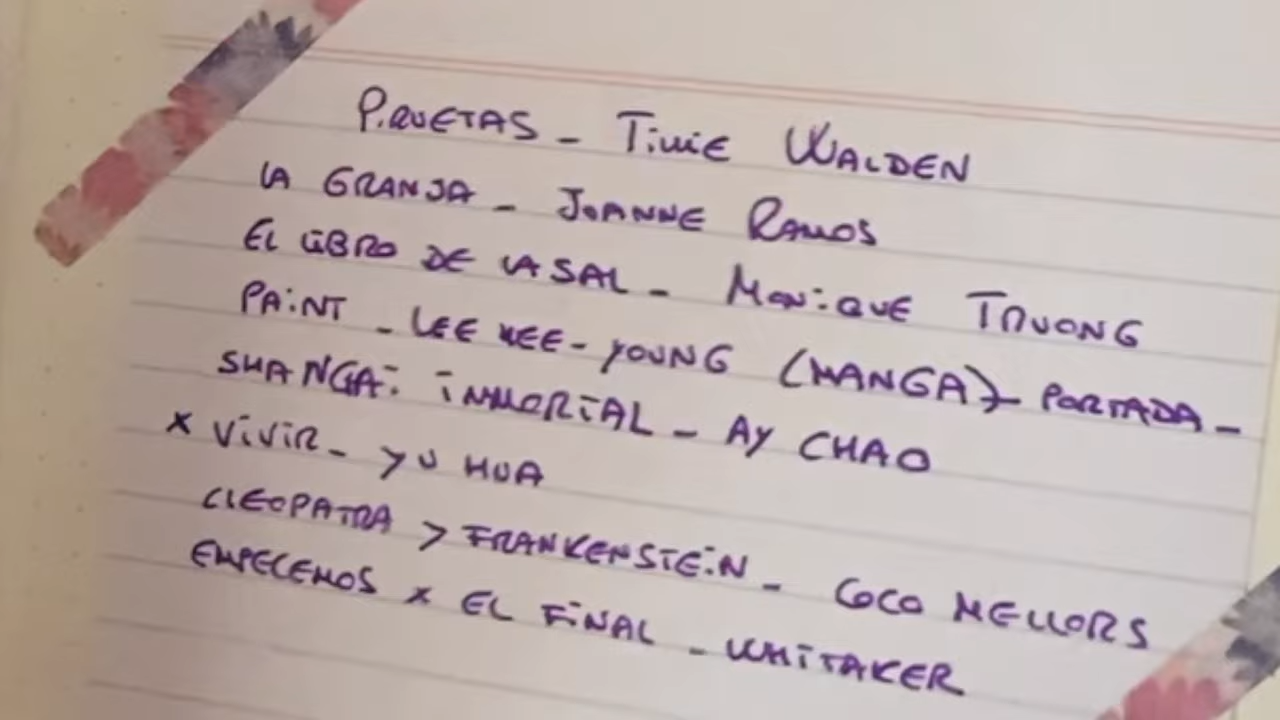 PIRUETAS - TILLIE WALDEN
LA GRANJA - JOANNE RAMOS
EL LIBRO DE LA SAL - MONIQUE TRUONG
PAINT - LEE HEE-YOUNG (MANGA) PORTADA -
SHANGAI INMORTAL - AY CHAO
x VIVIR - YU HUA
CLEOPATRA > FRANKENSTEIN - COCO MELLORS
EMPECEMOS x EL FINAL - WHITAKER